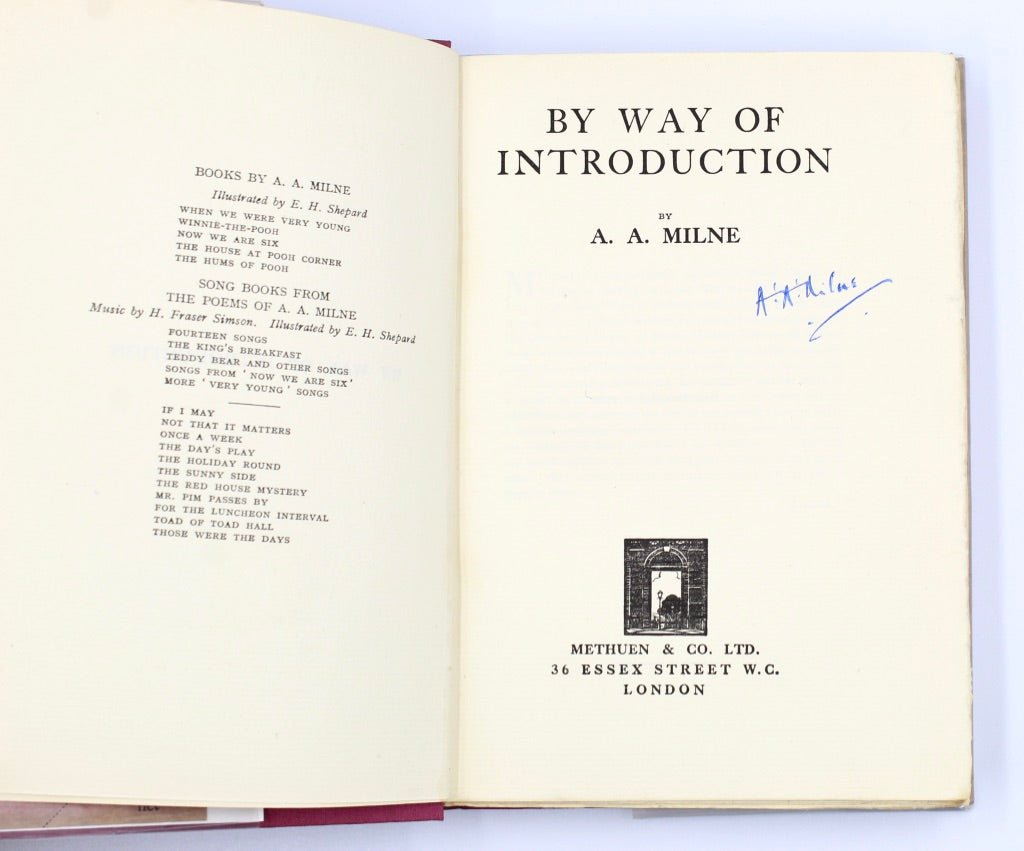 BOOKS BY A. A. MILNE
Illustrated by E. H. Shepard
WHEN WE WERE VERY YOUNG
WINNIE-THE-POOH
NOW WE ARE SIX
THE HOUSE AT POOH CORNER
THE HUMS OF POOH
SONG BOOKS FROM
THE POEMS OF A. A. MILNE
Music by H. Fraser Simson. Illustrated by E. H. Shepard
FOURTEEN SONGS
THE KING'S BREAKFAST
TEDDY BEAR AND OTHER SONGS
SONGS FROM 'NOW WE ARE SIX'
MORE 'VERY YOUNG' SONGS
IF I MAY
NOT THAT IT MATTERS
ONCE A WEEK
THE DAY'S PLAY
THE HOLIDAY ROUND
THE SUNNY SIDE
THE RED HOUSE MYSTERY
MR. PIM PASSES BY
FOR THE LUNCHEON INTERVAL
TOAD OF TOAD HALL
THOSE WERE THE DAYS
net
BY WAY OF
INTRODUCTION
BY
A. A. MILNE
A. A. Milne
METHUEN & CO. LTD.
36 ESSEX STREET W.C.
LONDON